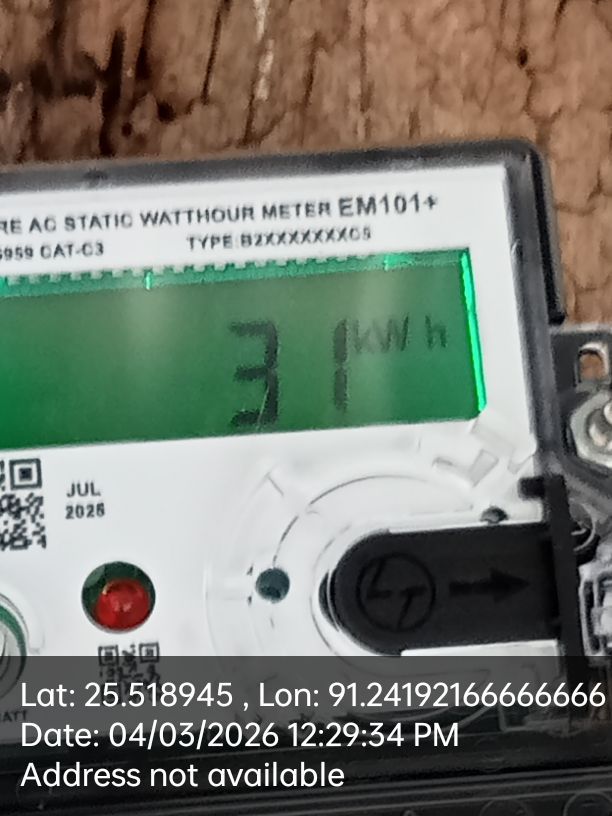 RE AC STATIC WATTHOUR METER EM101+
5959 CAT-C3 TYPE B2XXXXXXXC5
31 kWh
JUL
2025
Lat: 25.518945 , Lon: 91.24192166666666
Date: 04/03/2026 12:29:34 PM
Address not available